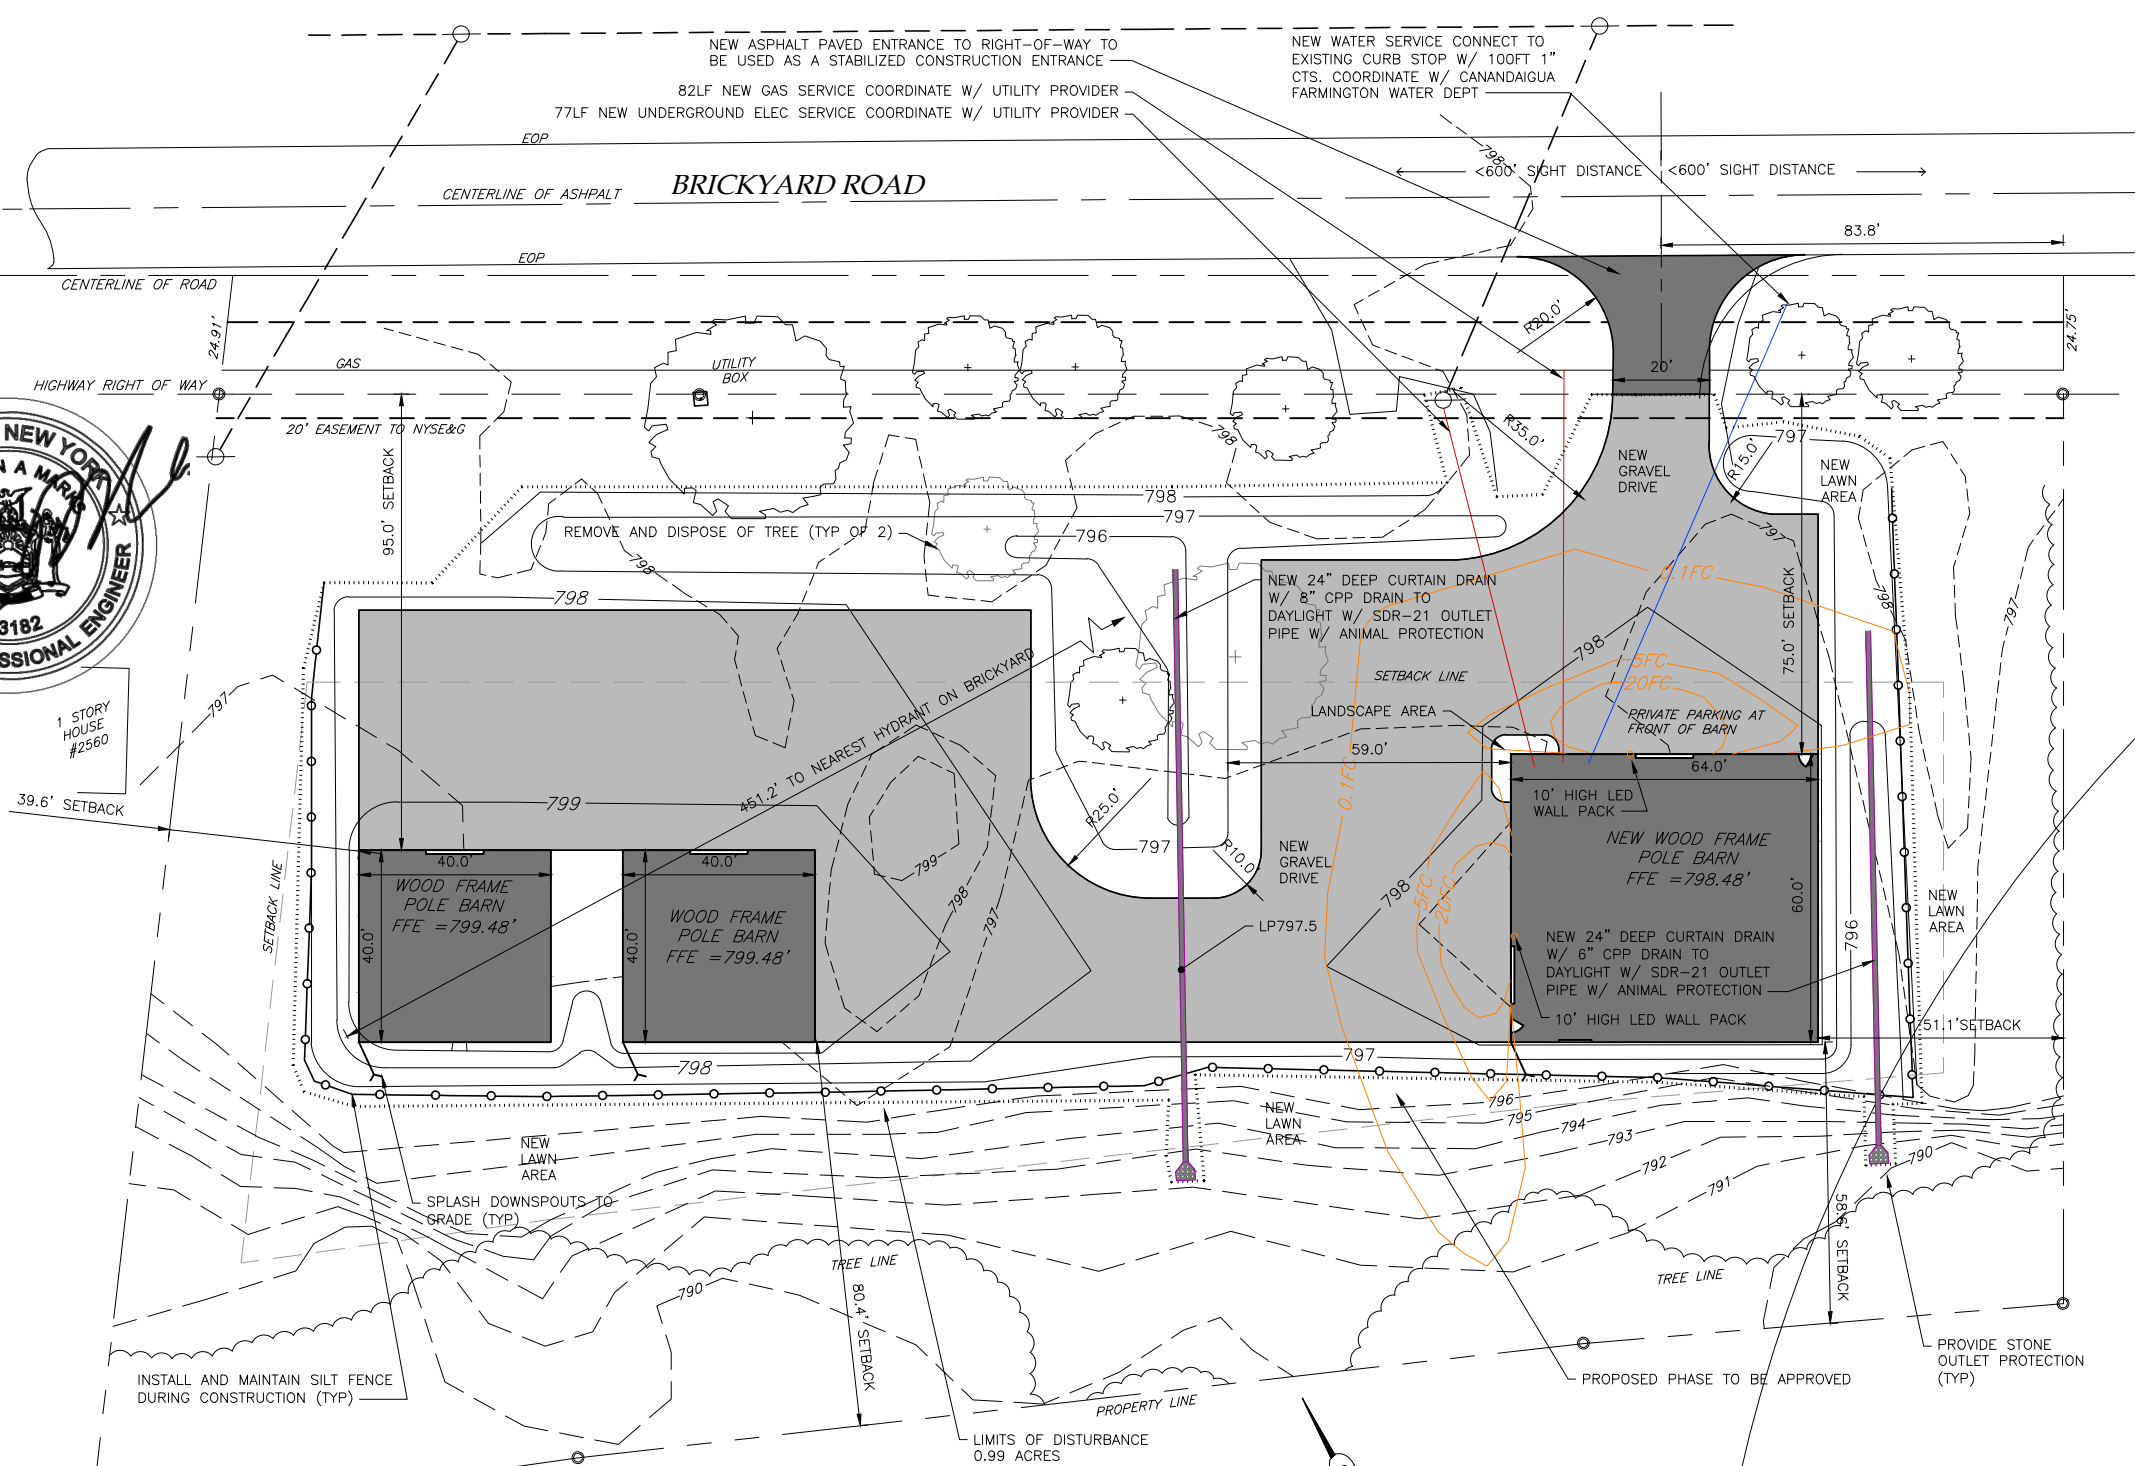 NEW ASPHALT PAVED ENTRANCE TO RIGHT-OF-WAY TO
BE USED AS A STABILIZED CONSTRUCTION ENTRANCE
82LF NEW GAS SERVICE COORDINATE W/ UTILITY PROVIDER
77LF NEW UNDERGROUND ELEC SERVICE COORDINATE W/ UTILITY PROVIDER
NEW WATER SERVICE CONNECT TO
EXISTING CURB STOP W/ 100FT 1"
CTS. COORDINATE W/ CANANDAIGUA
FARMINGTON WATER DEPT
EOP
798
<600' SIGHT DISTANCE
<600' SIGHT DISTANCE
CENTERLINE OF ASHPALT
BRICKYARD ROAD
83.8'
EOP
CENTERLINE OF ROAD
24.91'
R20.0'
24.75'
GAS
UTILITY
BOX
20'
HIGHWAY RIGHT OF WAY
20' EASEMENT TO NYSE&G
798
R35.0'
797
R15.0'
NEW
GRAVEL
DRIVE
NEW
LAWN
AREA
95.0' SETBACK
798
797
796
REMOVE AND DISPOSE OF TREE (TYP OF 2)
797
798
0.1FC
NEW 24" DEEP CURTAIN DRAIN
W/ 8" CPP DRAIN TO
DAYLIGHT W/ SDR-21 OUTLET
PIPE W/ ANIMAL PROTECTION
798
798
797
75.0' SETBACK
798
NEW YORK
A MARKS
3182
SSIONAL ENGINEER
SETBACK LINE
5FC
20FC
797
1 STORY
HOUSE
#2560
LANDSCAPE AREA
PRIVATE PARKING AT
FRONT OF BARN
451.2' TO NEAREST HYDRANT ON BRICKYARD
59.0'
64.0'
39.6' SETBACK
799
0.1FC
R25.0'
10' HIGH LED
WALL PACK
797
R10.0
NEW
GRAVEL
DRIVE
NEW WOOD FRAME
POLE BARN
FFE =798.48'
40.0'
40.0'
799
WOOD FRAME
POLE BARN
FFE =799.48'
WOOD FRAME
POLE BARN
FFE =799.48'
798
797
798
5FC
20FC
60.0'
NEW
LAWN
AREA
SETBACK LINE
40.0'
40.0'
LP797.5
NEW 24" DEEP CURTAIN DRAIN
W/ 6" CPP DRAIN TO
DAYLIGHT W/ SDR-21 OUTLET
PIPE W/ ANIMAL PROTECTION
796
10' HIGH LED WALL PACK
51.1'SETBACK
798
797
796
795
794
793
792
791
790
NEW
LAWN
AREA
NEW
LAWN
AREA
SPLASH DOWNSPOUTS TO
GRADE (TYP)
58.6' SETBACK
TREE LINE
TREE LINE
790
80.4' SETBACK
INSTALL AND MAINTAIN SILT FENCE
DURING CONSTRUCTION (TYP)
PROPERTY LINE
PROPOSED PHASE TO BE APPROVED
PROVIDE STONE
OUTLET PROTECTION
(TYP)
LIMITS OF DISTURBANCE
0.99 ACRES